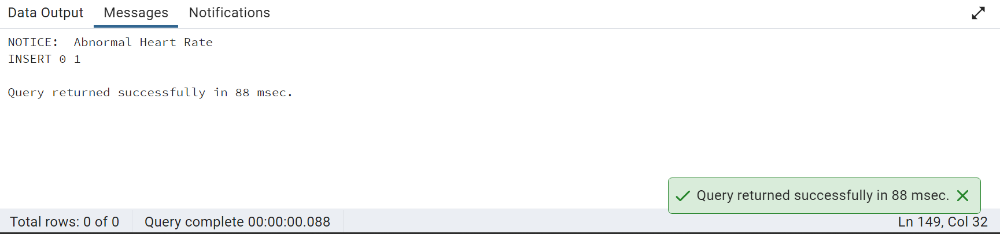 Data Output Messages Notifications
NOTICE:  Abnormal Heart Rate
INSERT 0 1
Query returned successfully in 88 msec.
Query returned successfully in 88 msec.
Total rows: 0 of 0 Query complete 00:00:00.088 Ln 149, Col 32